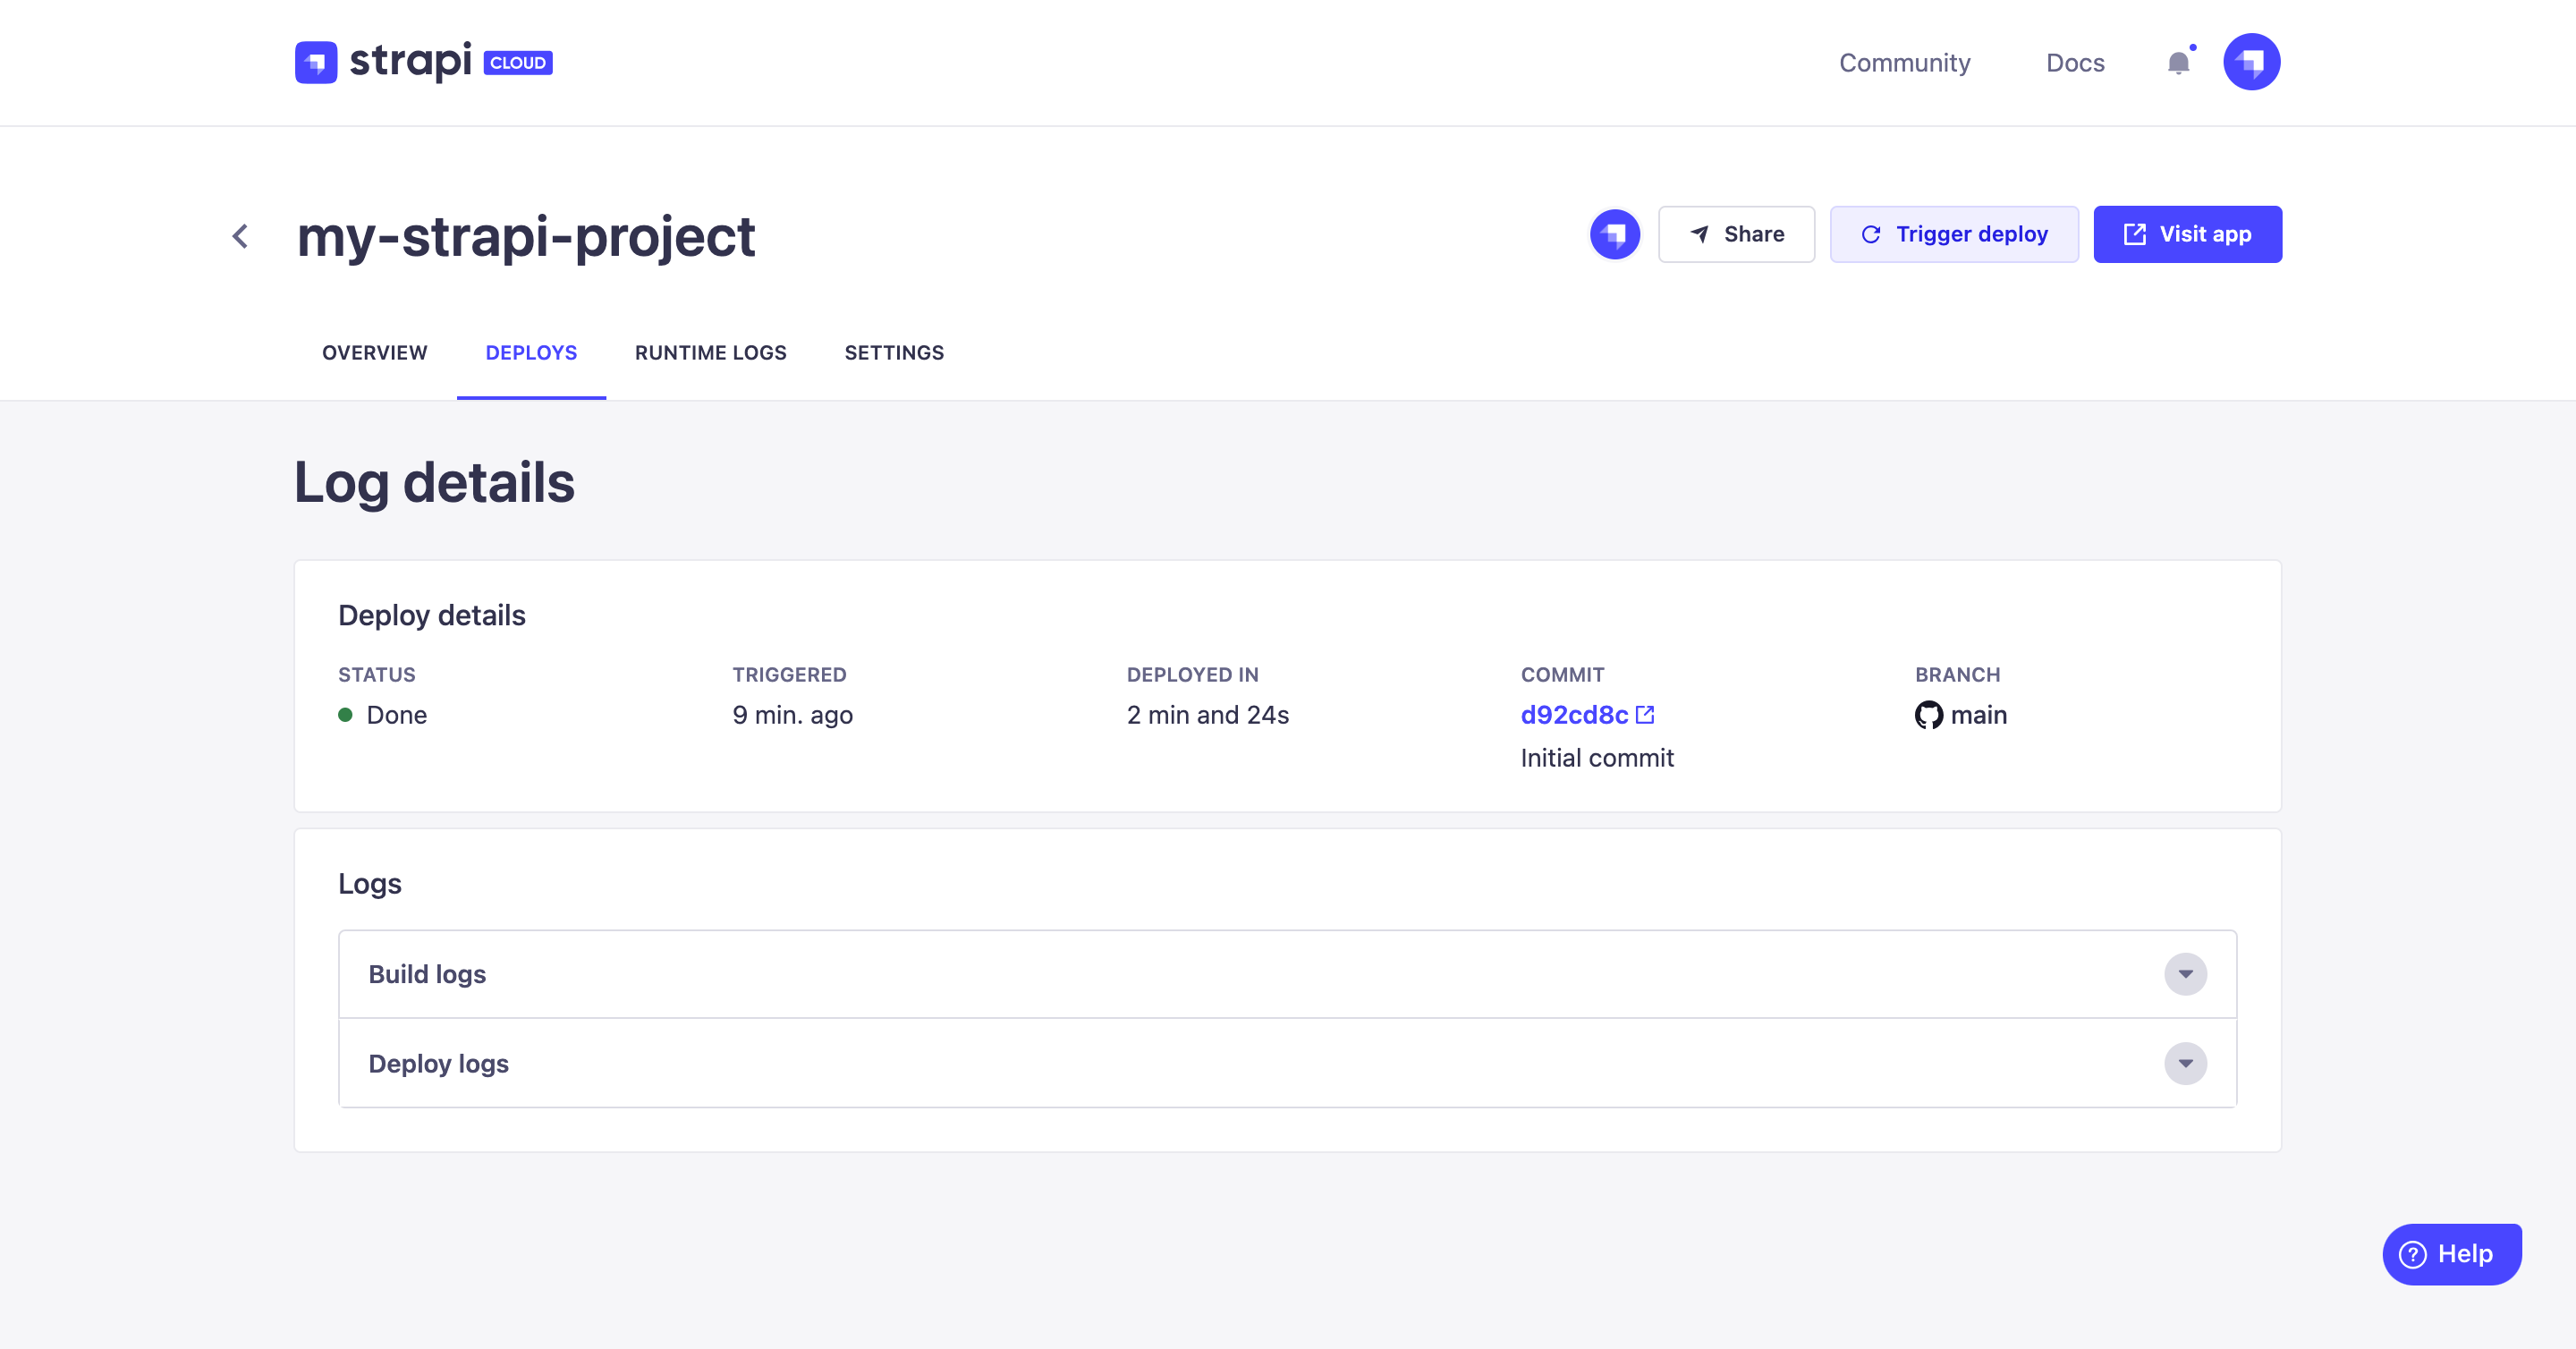 strapi CLOUD
Community Docs
my-strapi-project
Share Trigger deploy Visit app
OVERVIEW DEPLOYS RUNTIME LOGS SETTINGS
Log details
Deploy details
STATUS TRIGGERED DEPLOYED IN COMMIT BRANCH
Done 9 min. ago 2 min and 24s d92cd8c main
Initial commit
Logs
Build logs
Deploy logs
? Help